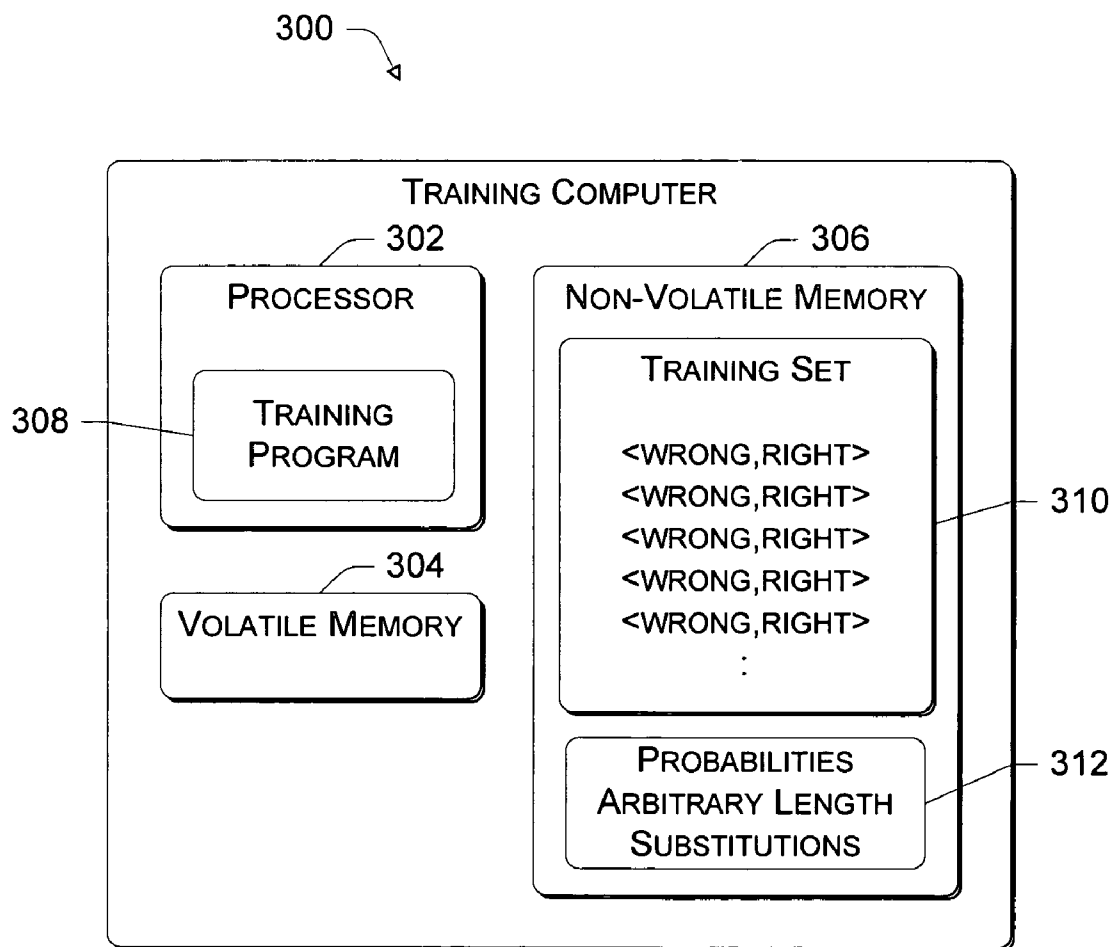 300
TRAINING COMPUTER
302
PROCESSOR
308
TRAINING
PROGRAM
304
VOLATILE MEMORY
306
NON-VOLATILE MEMORY
TRAINING SET
<WRONG,RIGHT>
<WRONG,RIGHT>
<WRONG,RIGHT>
<WRONG,RIGHT>
<WRONG,RIGHT>
:
310
PROBABILITIES
ARBITRARY LENGTH
SUBSTITUTIONS
312